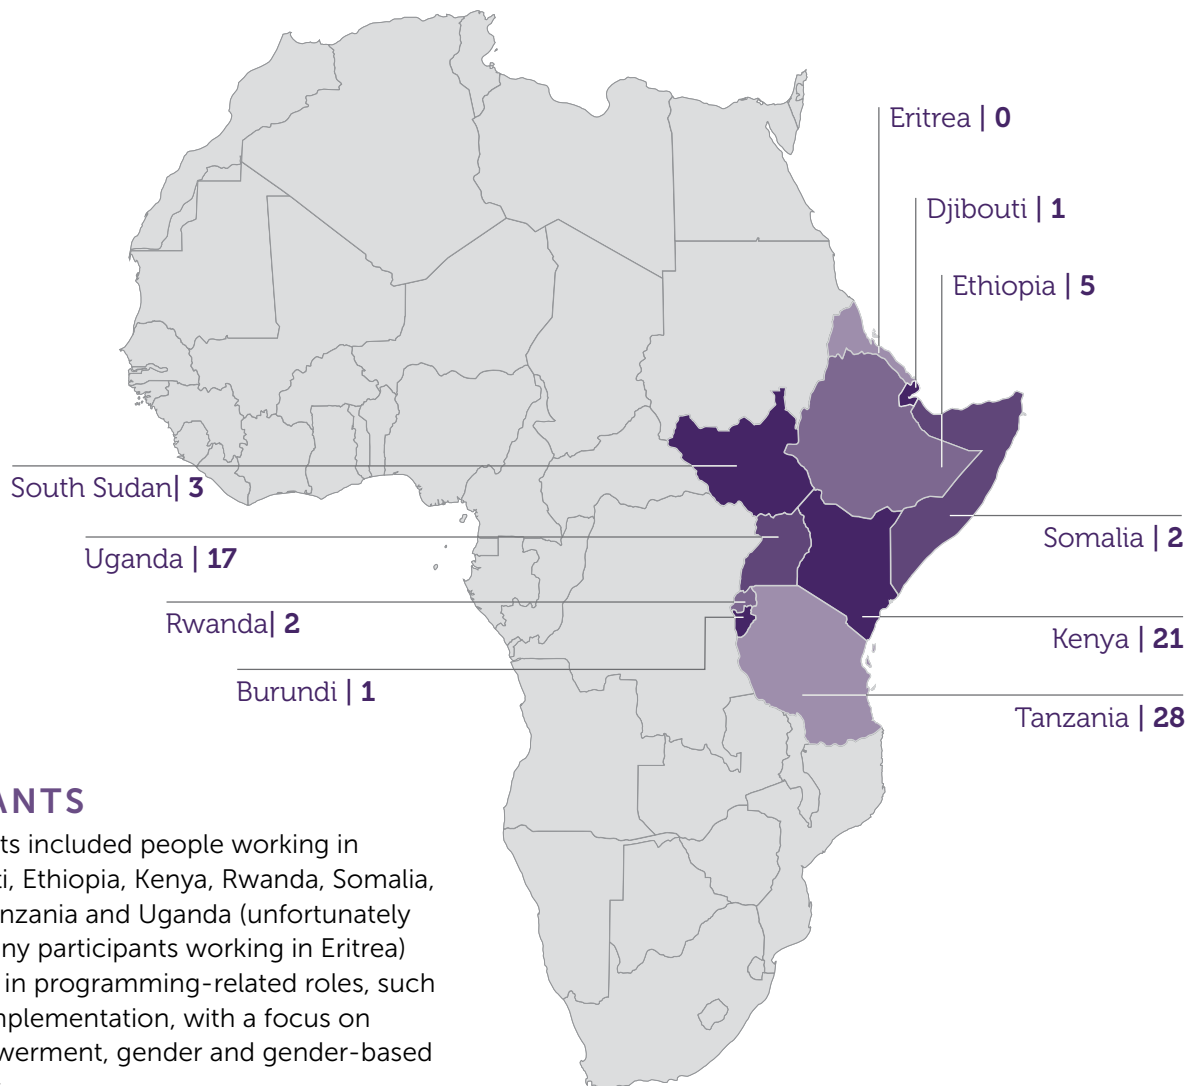 Eritrea | 0
Djibouti | 1
Ethiopia | 5
South Sudan| 3
Somalia | 2
Uganda | 17
Rwanda| 2
Kenya | 21
Burundi | 1
Tanzania | 28
ANTS
ts included people working in
ti, Ethiopia, Kenya, Rwanda, Somalia,
nzania and Uganda (unfortunately
ny participants working in Eritrea)
in programming-related roles, such
mplementation, with a focus on
werment, gender and gender-based